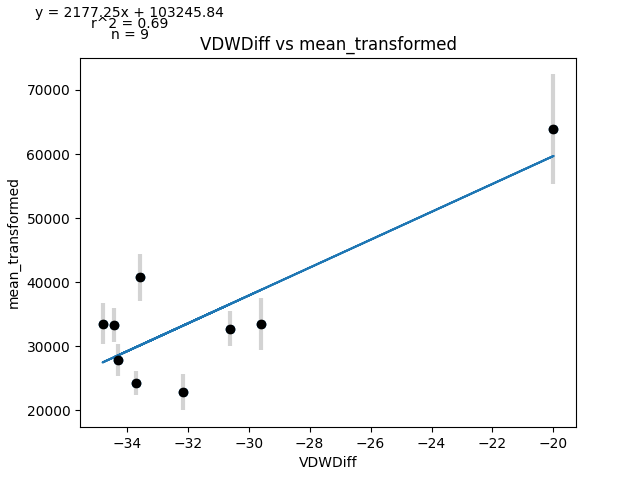 y = 2177.25x + 103245.84
r^2 = 0.69
n = 9
VDWDiff vs mean_transformed
mean_transformed
70000
60000
50000
40000
30000
20000
−34
−32
−30
−28
−26
−24
−22
−20
VDWDiff